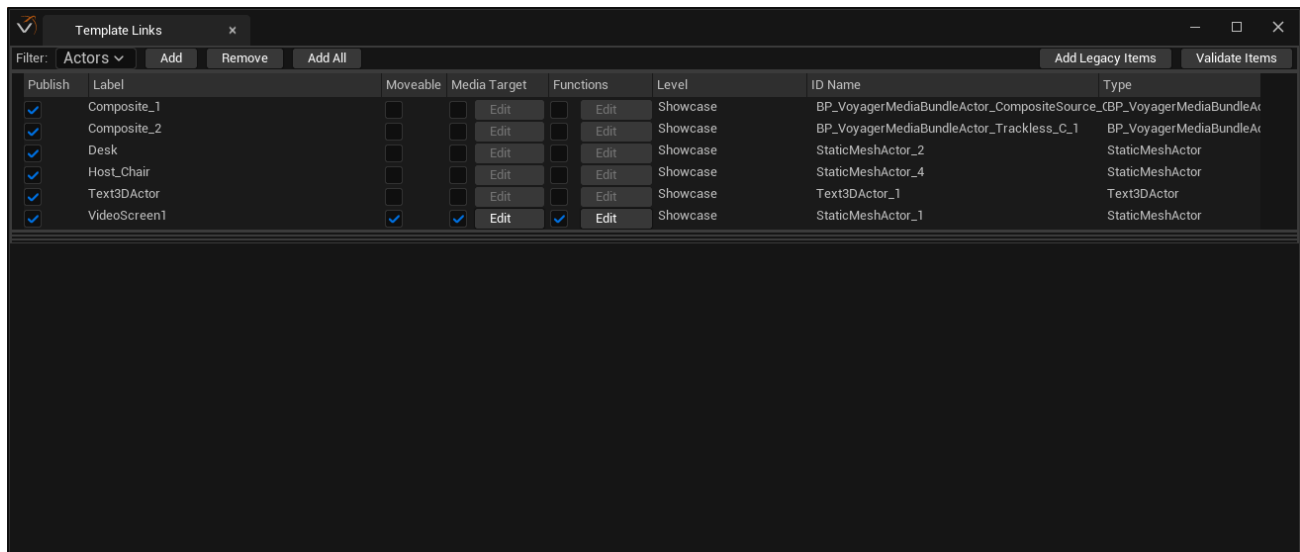 Template Links
Filter: Actors Add Remove Add All Add Legacy Items Validate Items
Publish Label Moveable Media Target Functions Level ID Name Type
Composite_1 Edit Edit Showcase BP_VoyagerMediaBundleActor_CompositeSource_( BP_VoyagerMediaBundleAc
Composite_2 Edit Edit Showcase BP_VoyagerMediaBundleActor_Trackless_C_1 BP_VoyagerMediaBundleAc
Desk Edit Edit Showcase StaticMeshActor_2 StaticMeshActor
Host_Chair Edit Edit Showcase StaticMeshActor_4 StaticMeshActor
Text3DActor Edit Edit Showcase Text3DActor_1 Text3DActor
VideoScreen1 Edit Edit Showcase StaticMeshActor_1 StaticMeshActor